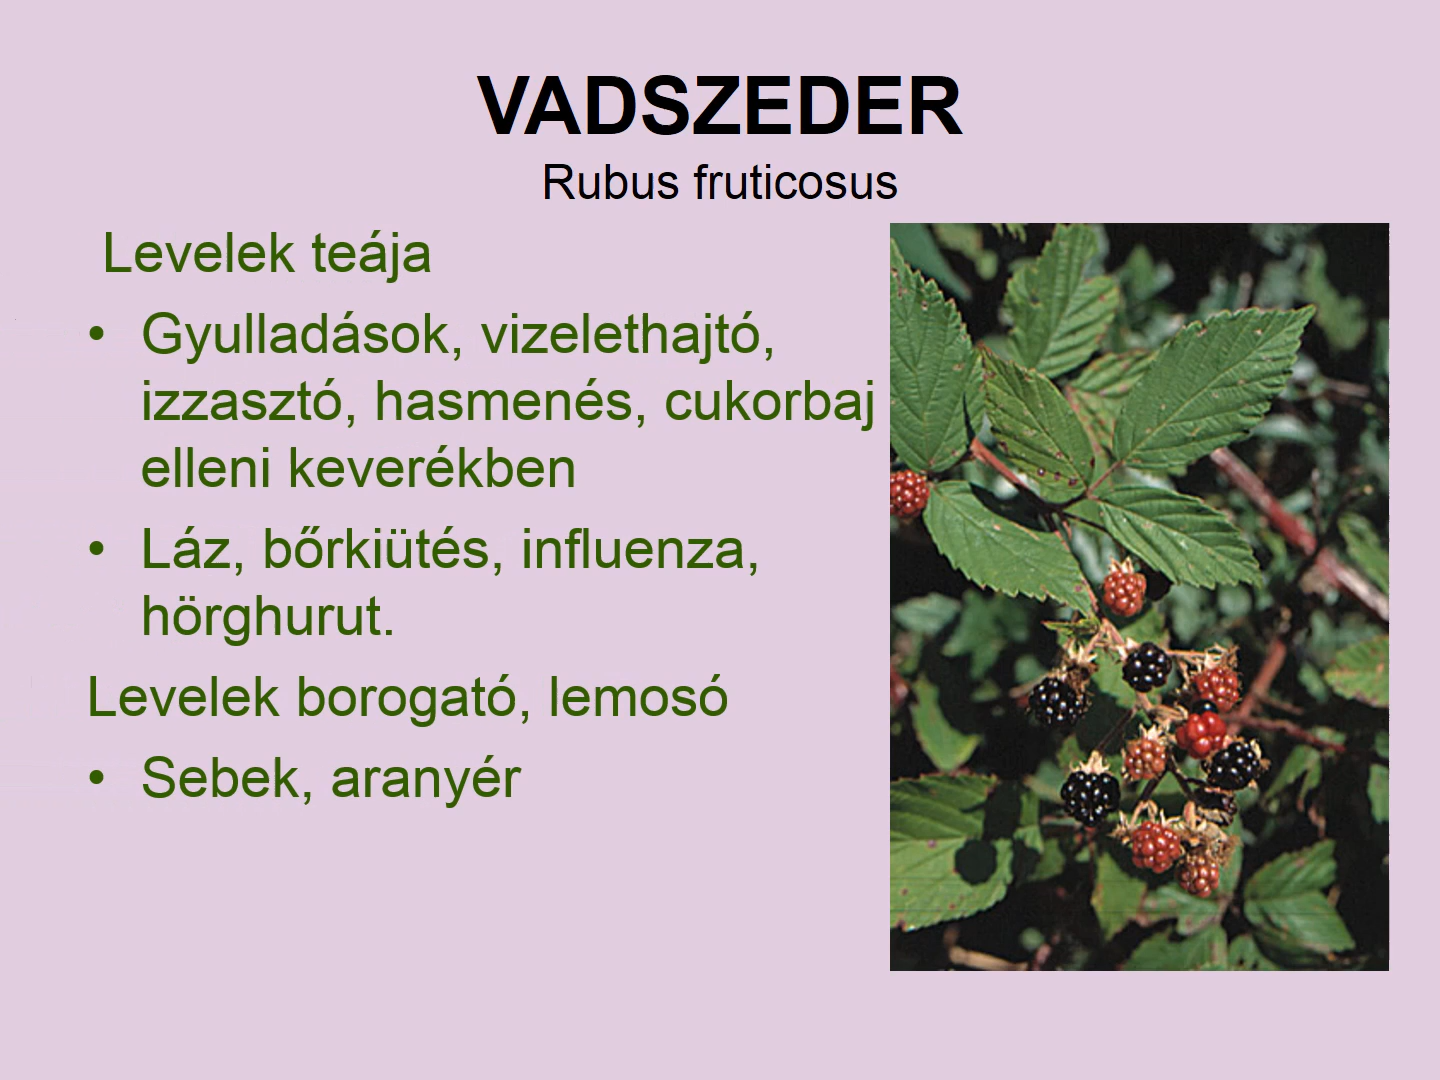 VADSZEDER
Rubus fruticosus
Levelek teája
• Gyulladások, vizelethajtó,
izzasztó, hasmenés, cukorbaj
elleni keverékben
• Láz, bőrkiütés, influenza,
hörghurut.
Levelek borogató, lemosó
• Sebek, aranyér